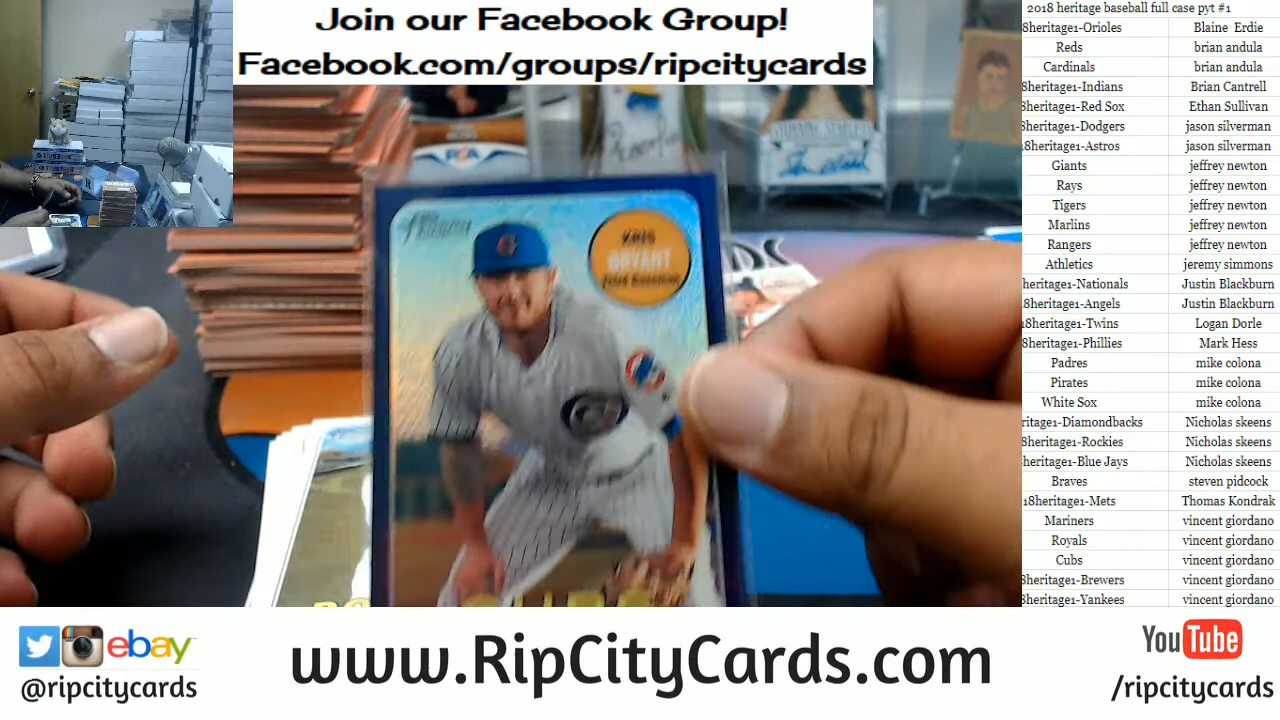 Join our Facebook Group!
Facebook.com/groups/ripcitycards
2018 heritage baseball full case pyt #1
8heritage1-Orioles Blaine Erdie
Reds brian andula
Cardinals brian andula
8heritage1-Indians Brian Cantrell
8heritage1-Red Sox Ethan Sullivan
8heritage1-Dodgers jason silverman
18heritage1-Astros jason silverman
Giants jeffrey newton
Rays jeffrey newton
Tigers jeffrey newton
Marlins jeffrey newton
Rangers jeffrey newton
Athletics jeremy simmons
heritage1-Nationals Justin Blackburn
8heritage1-Angels Justin Blackburn
18heritage1-Twins Logan Dorle
8heritage1-Phillies Mark Hess
Padres mike colona
Pirates mike colona
White Sox mike colona
ritage1-Diamondbacks Nicholas skeens
8heritage1-Rockies Nicholas skeens
heritage1-Blue Jays Nicholas skeens
Braves steven pidcock
18heritage1-Mets Thomas Kondrak
Mariners vincent giordano
Royals vincent giordano
Cubs vincent giordano
8heritage1-Brewers vincent giordano
8heritage1-Yankees vincent giordano
KRIS
BRYANT
PSA
ebay
@ripcitycards
www.RipCityCards.com
YouTube
/ripcitycards